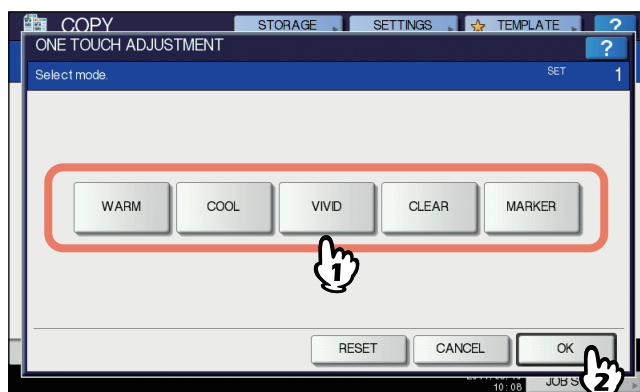 COPY STORAGE SETTINGS TEMPLATE ?
ONE TOUCH ADJUSTMENT ?
Select mode. SET 1
WARM COOL VIVID CLEAR MARKER
1
RESET CANCEL OK
2
10:08 JOB S